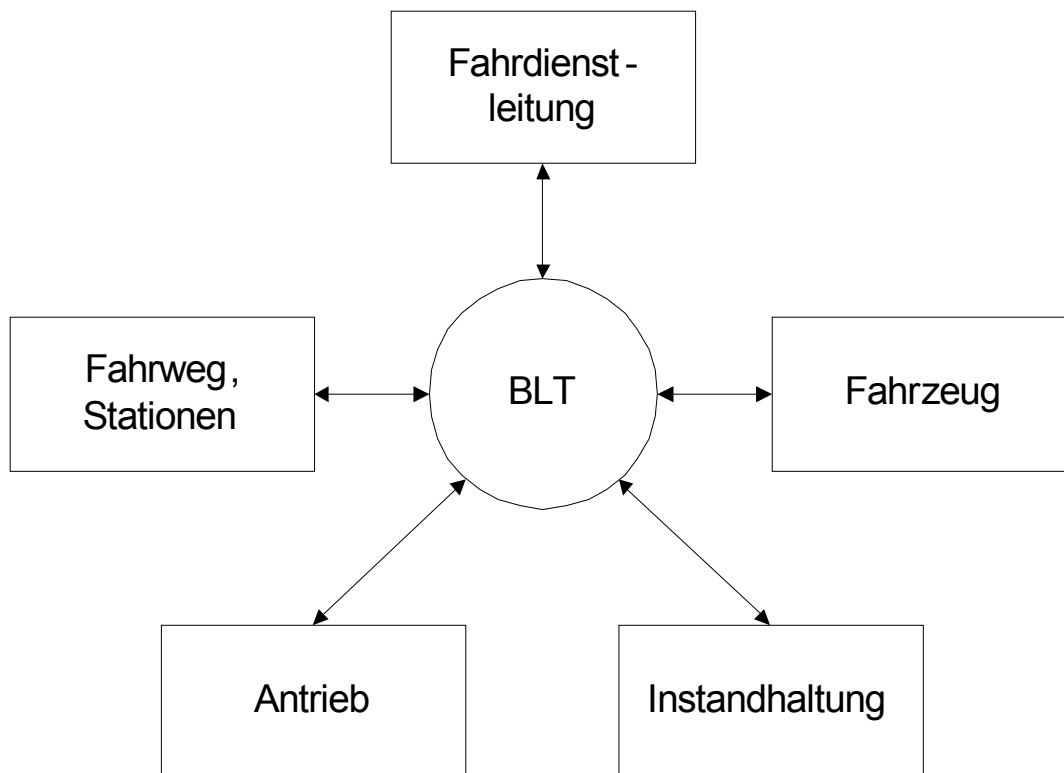 Fahrdienst-
leitung
Fahrweg,
Stationen
BLT
Fahrzeug
Antrieb
Instandhaltung